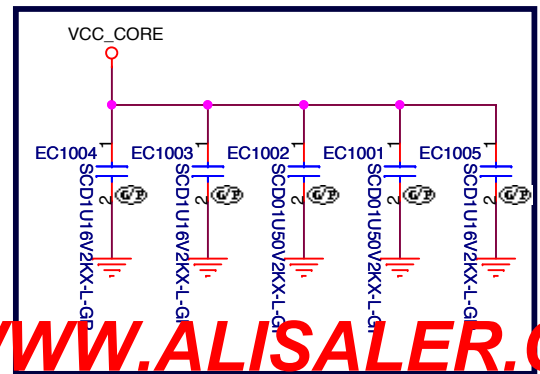 VCC_CORE
EC1004
EC1003
EC1002
EC1001
EC1005
1
1
1
1
1
2
2
2
2
2
G/P
G/P
G/P
G/P
G/P
SCD1U16V2KX-L-GP
SCD1U16V2KX-L-GP
SCD01U50V2KX-L-GP
SCD01U50V2KX-L-GP
SCD1U16V2KX-L-GP
WWW.ALISALER.C